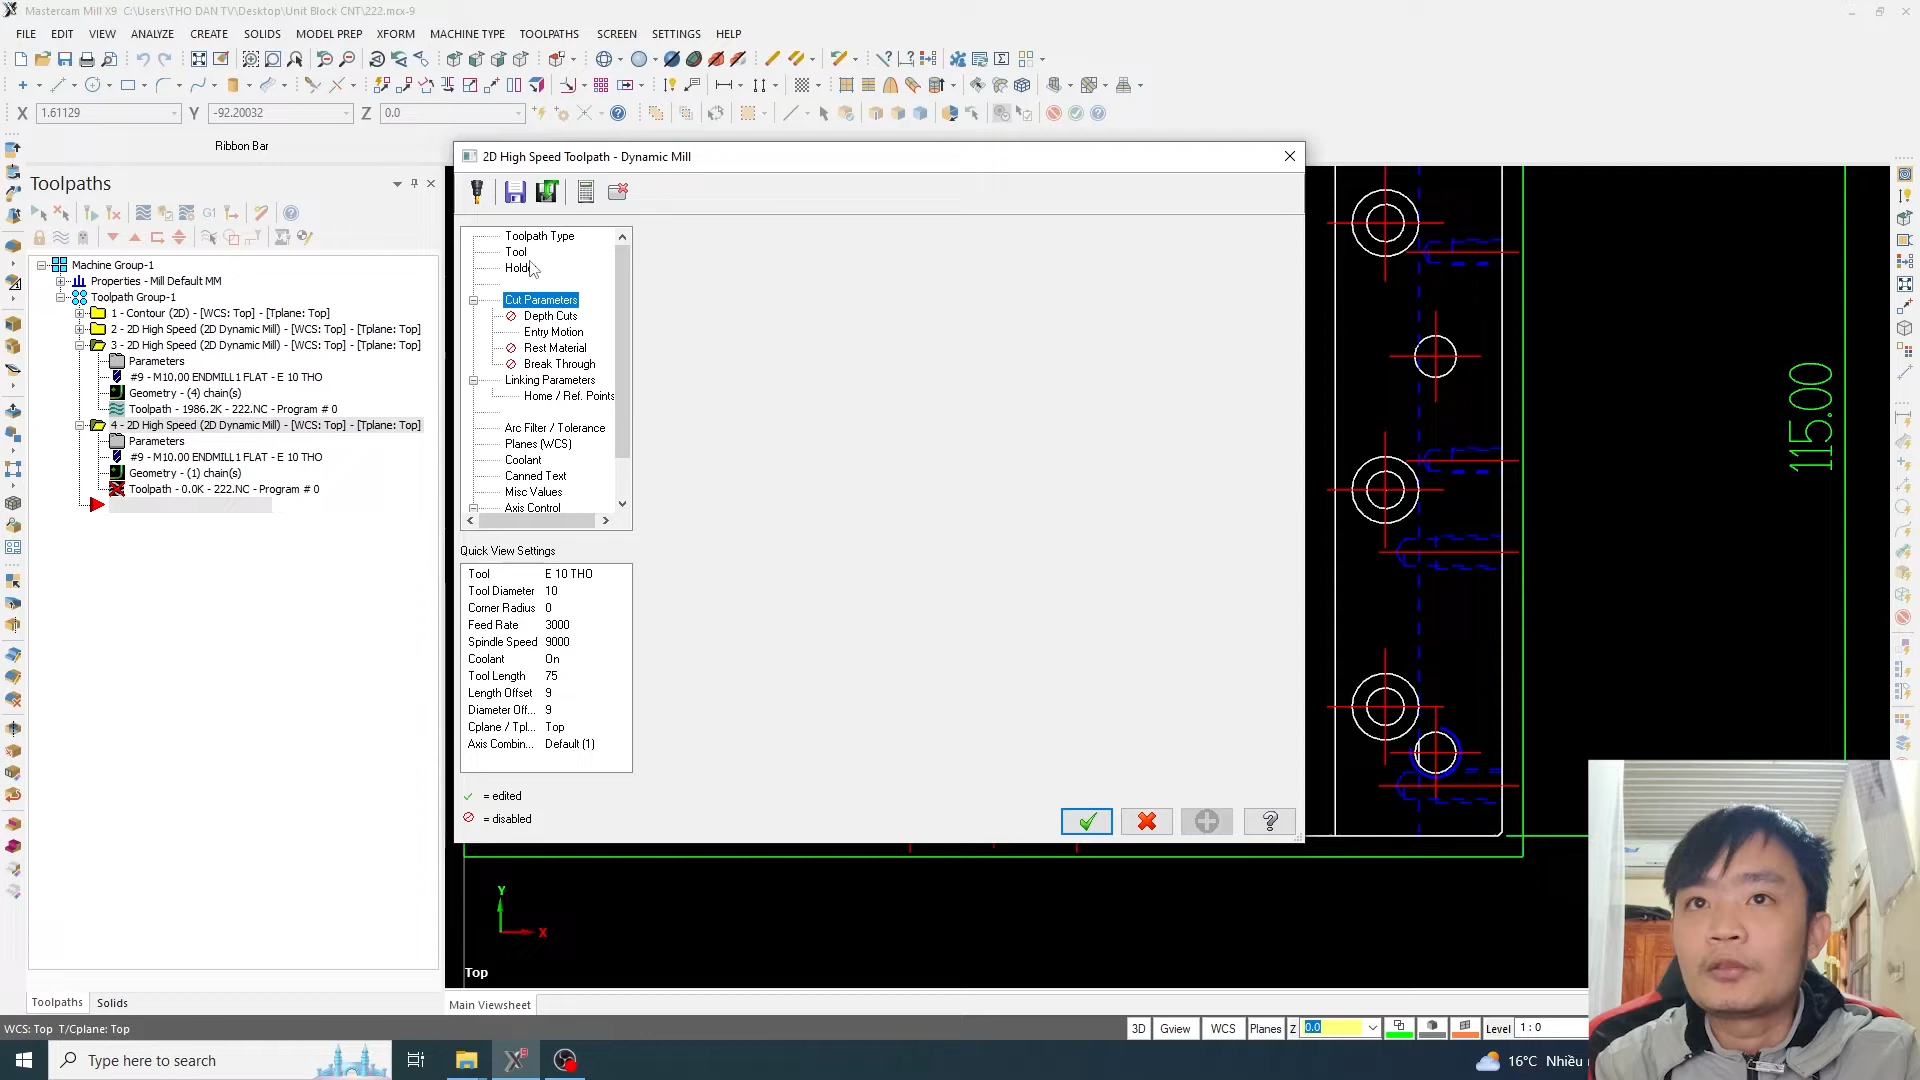 Mastercam Mill X9 C:\Users\THO DAN TV\Desktop\Unit Block CNT\222.mcx-9
FILE EDIT VIEW ANALYZE CREATE SOLIDS MODEL PREP XFORM MACHINE TYPE TOOLPATHS SCREEN SETTINGS HELP
X 1.61129 Y -92.20032 Z 0.0
Ribbon Bar
Toolpaths
Machine Group-1
Properties - Mill Default MM
Toolpath Group-1
1 - Contour (2D) - [WCS: Top] - [Tplane: Top]
2 - 2D High Speed (2D Dynamic Mill) - [WCS: Top] - [Tplane: Top]
3 - 2D High Speed (2D Dynamic Mill) - [WCS: Top] - [Tplane: Top]
Parameters
#9 - M10.00 ENDMILL1 FLAT - E 10 THO
Geometry - (4) chain(s)
Toolpath - 1986.2K - 222.NC - Program # 0
4 - 2D High Speed (2D Dynamic Mill) - [WCS: Top] - [Tplane: Top]
Parameters
#9 - M10.00 ENDMILL1 FLAT - E 10 THO
Geometry - (1) chain(s)
Toolpath - 0.0K - 222.NC - Program # 0
Toolpaths Solids
2D High Speed Toolpath - Dynamic Mill
Toolpath Type
Tool
Cut Parameters
Depth Cuts
Entry Motion
Rest Material
Break Through
Linking Parameters
Home / Ref. Points
Arc Filter / Tolerance
Planes (WCS)
Coolant
Canned Text
Misc Values
Axis Control
Quick View Settings
Tool E 10 THO
Tool Diameter 10
Corner Radius 0
Feed Rate 3000
Spindle Speed 9000
Coolant On
Tool Length 75
Length Offset 9
Diameter Off... 9
Cplane / Tpl... Top
Axis Combin... Default (1)
= edited
= disabled
115.00
Y
X
Top
Main Viewsheet
WCS: Top T/Cplane: Top
3D Gview WCS Planes Z 0.0 Level 1 : 0
Type here to search
16°C Nhiều